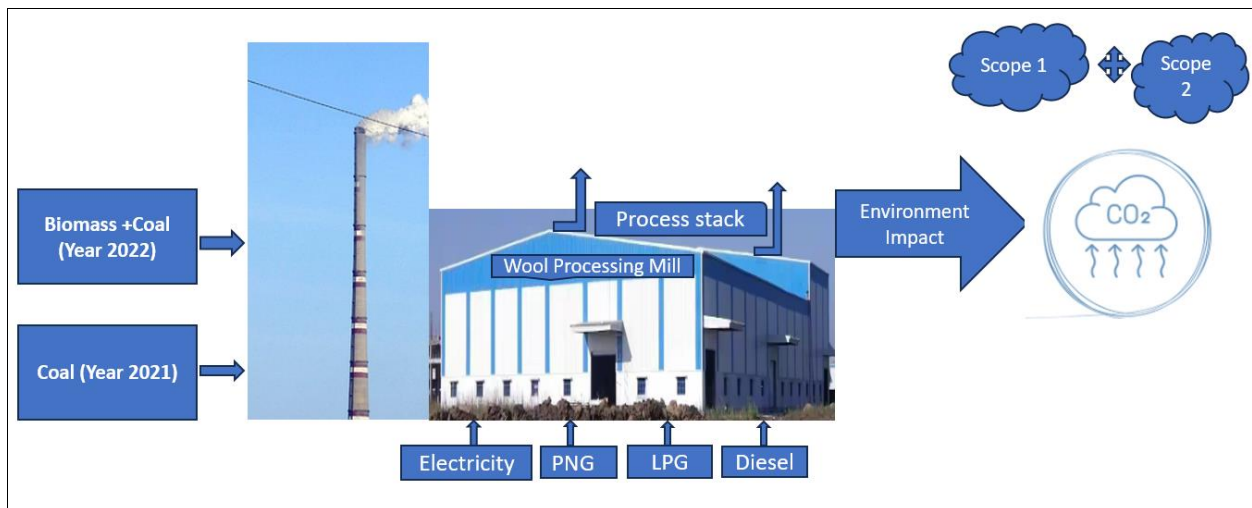 Scope 1
Scope
2
Biomass +Coal
(Year 2022)
Process stack
Environment
Impact
CO₂
Wool Processing Mill
Coal (Year 2021)
Electricity
PNG
LPG
Diesel